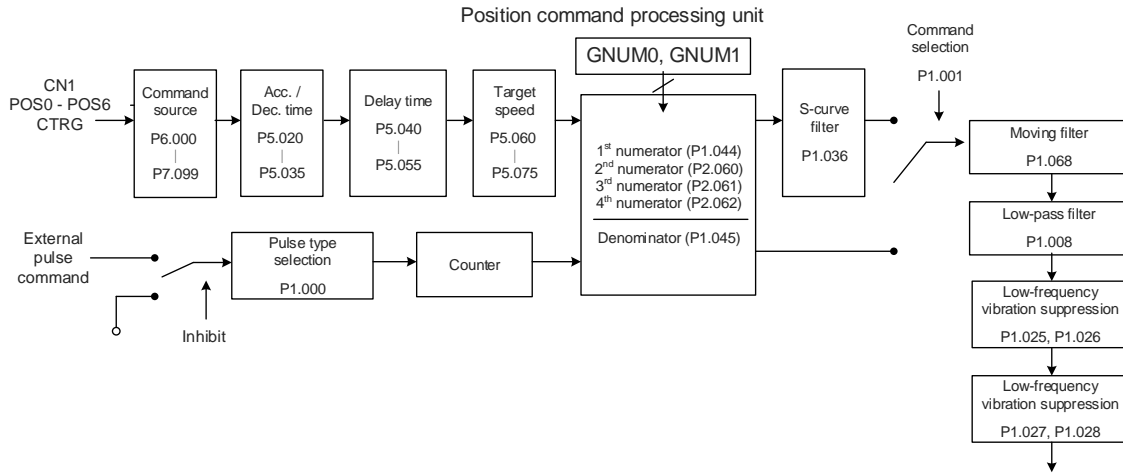 Position command processing unit
GNUM0, GNUM1
Command
selection
P1.001
CN1
POS0 - POS6
CTRG
Command
source
P6.000
P7.099
Acc. /
Dec. time
P5.020
P5.035
Delay time
P5.040
P5.055
Target
speed
P5.060
P5.075
1st numerator (P1.044)
2nd numerator (P2.060)
3rd numerator (P2.061)
4th numerator (P2.062)
Denominator (P1.045)
S-curve
filter
P1.036
Moving filter
P1.068
Low-pass filter
P1.008
Low-frequency
vibration suppression
P1.025, P1.026
Low-frequency
vibration suppression
P1.027, P1.028
External
pulse
command
Inhibit
Pulse type
selection
P1.000
Counter